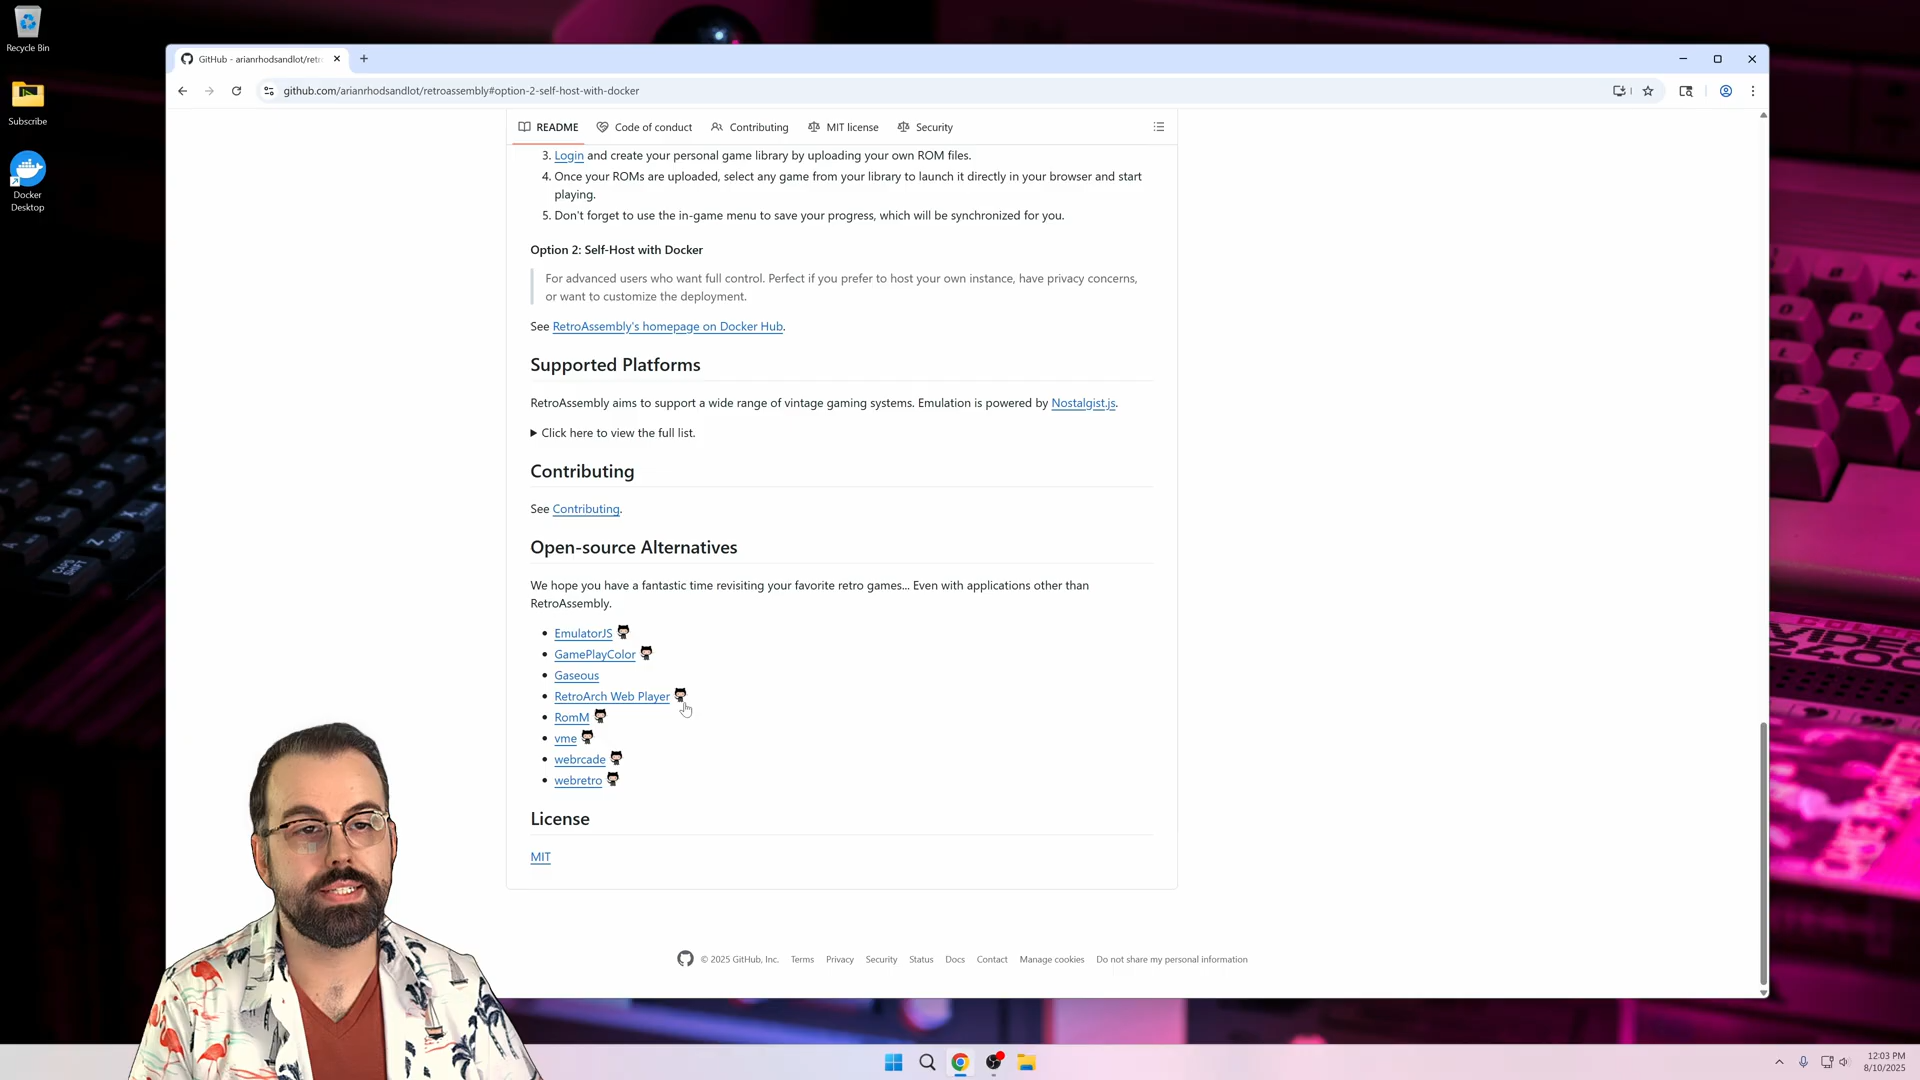 Recycle Bin
Subscribe
Docker
Desktop
GitHub - arianrhodsandlot/retr
github.com/arianrhodsandlot/retroassembly#option-2-self-host-with-docker
README
Code of conduct
Contributing
MIT license
Security
3. Login and create your personal game library by uploading your own ROM files.
4. Once your ROMs are uploaded, select any game from your library to launch it directly in your browser and start
playing.
5. Don't forget to use the in-game menu to save your progress, which will be synchronized for you.
Option 2: Self-Host with Docker
For advanced users who want full control. Perfect if you prefer to host your own instance, have privacy concerns,
or want to customize the deployment.
See RetroAssembly's homepage on Docker Hub.
Supported Platforms
RetroAssembly aims to support a wide range of vintage gaming systems. Emulation is powered by Nostalgist.js.
Click here to view the full list.
Contributing
See Contributing.
Open-source Alternatives
We hope you have a fantastic time revisiting your favorite retro games... Even with applications other than
RetroAssembly.
EmulatorJS
GamePlayColor
Gaseous
RetroArch Web Player
RomM
vme
webrcade
webretro
License
MIT
© 2025 GitHub, Inc.
Terms
Privacy
Security
Status
Docs
Contact
Manage cookies
Do not share my personal information
12:03 PM
8/10/2025